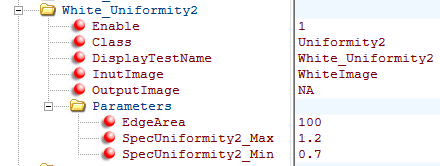 White_Uniformity2
Enable 1
Class Uniformity2
DisplayTestName White_Uniformity2
InutImage WhiteImage
OutputImage NA
Parameters
EdgeArea 100
SpecUniformity2_Max 1.2
SpecUniformity2_Min 0.7